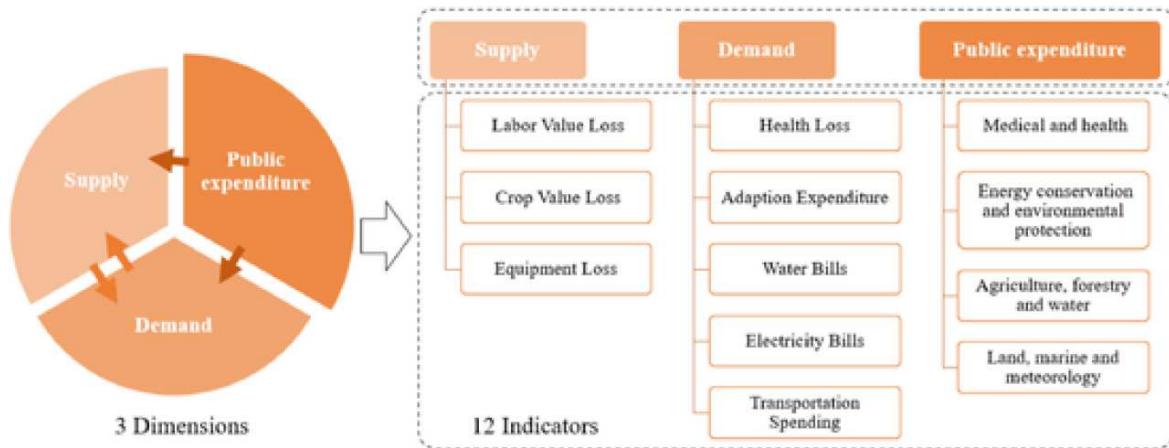 Supply
Public
expenditure
Demand
3 Dimensions
Supply
Demand
Public expenditure
Labor Value Loss
Crop Value Loss
Equipment Loss
Health Loss
Adaption Expenditure
Water Bills
Electricity Bills
Transportation
Spending
Medical and health
Energy conservation
and environmental
protection
Agriculture, forestry
and water
Land, marine and
meteorology
12 Indicators